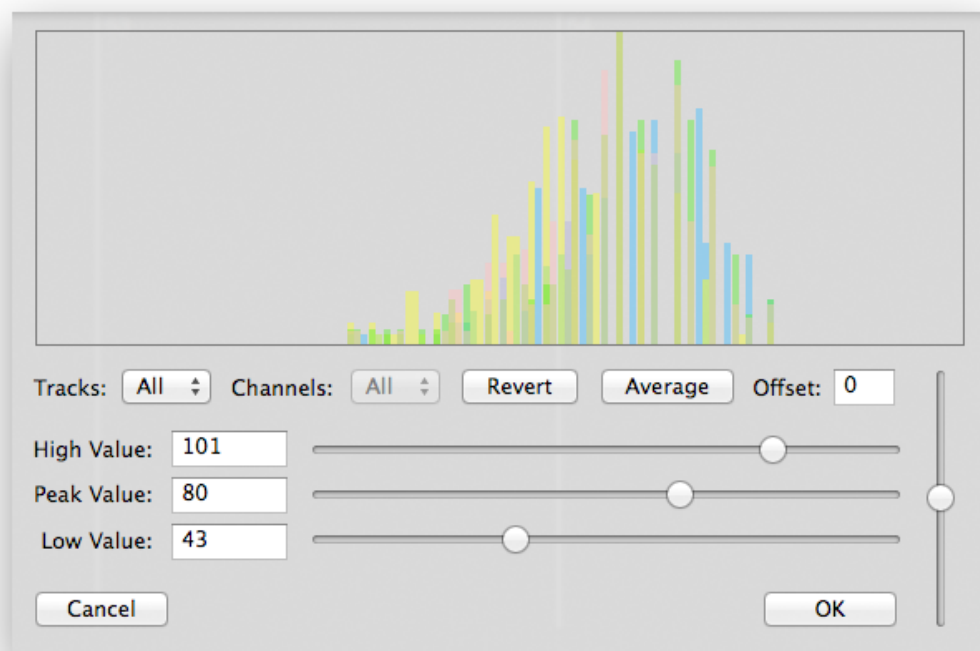 Tracks: All Channels: All Revert Average Offset: 0
High Value: 101
Peak Value: 80
Low Value: 43
Cancel OK